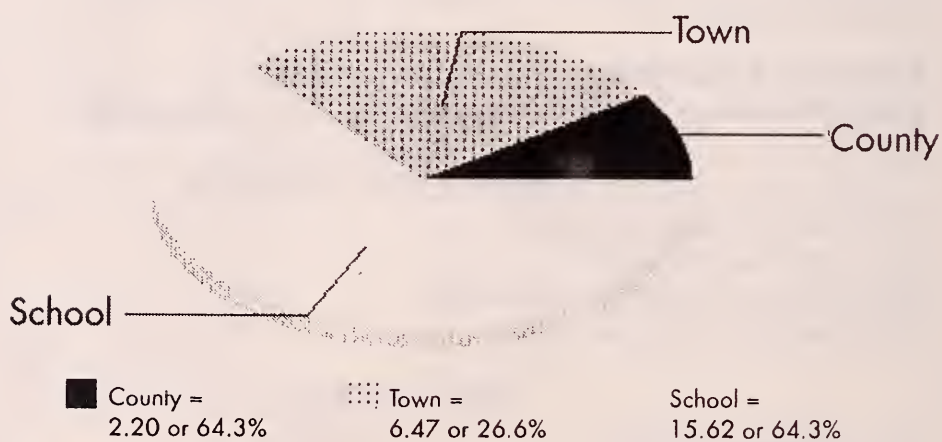 Town
County
School
County =
2.20 or 64.3%
Town =
6.47 or 26.6%
School =
15.62 or 64.3%